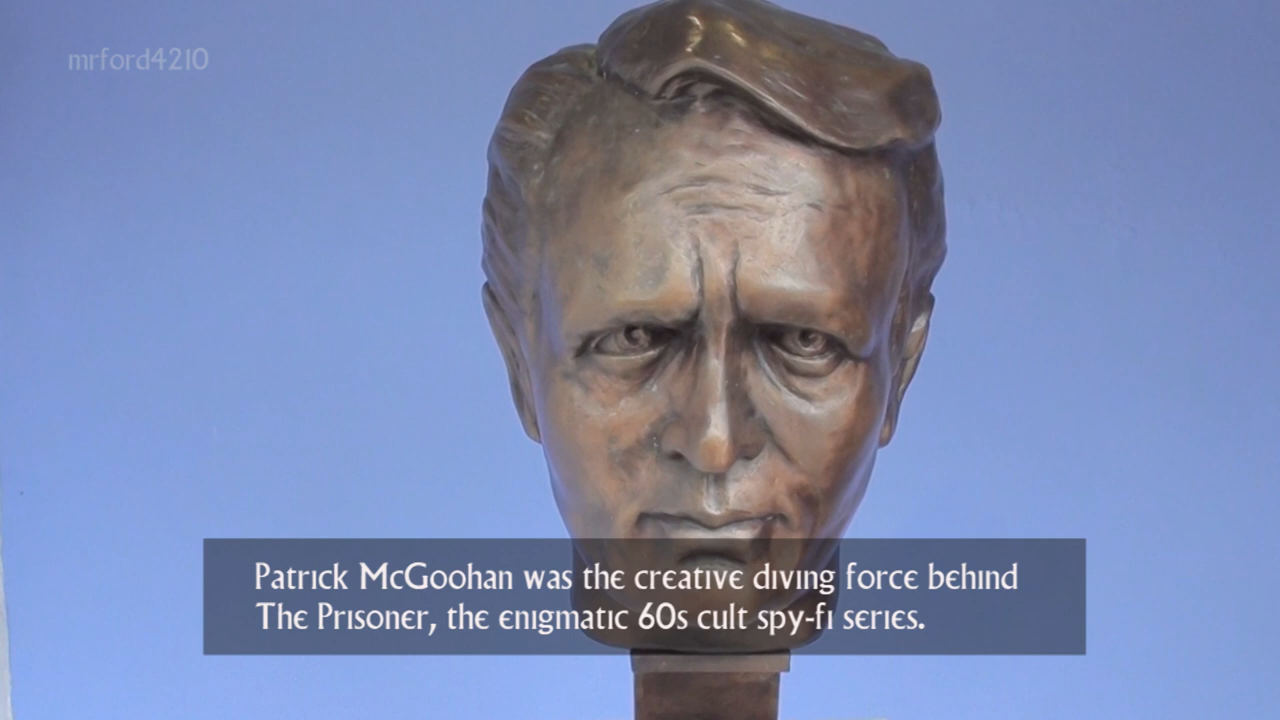 mrford4210
Patrick McGoohan was the creative diving force behind
The Prisoner, the enigmatic 60s cult spy-fi series.